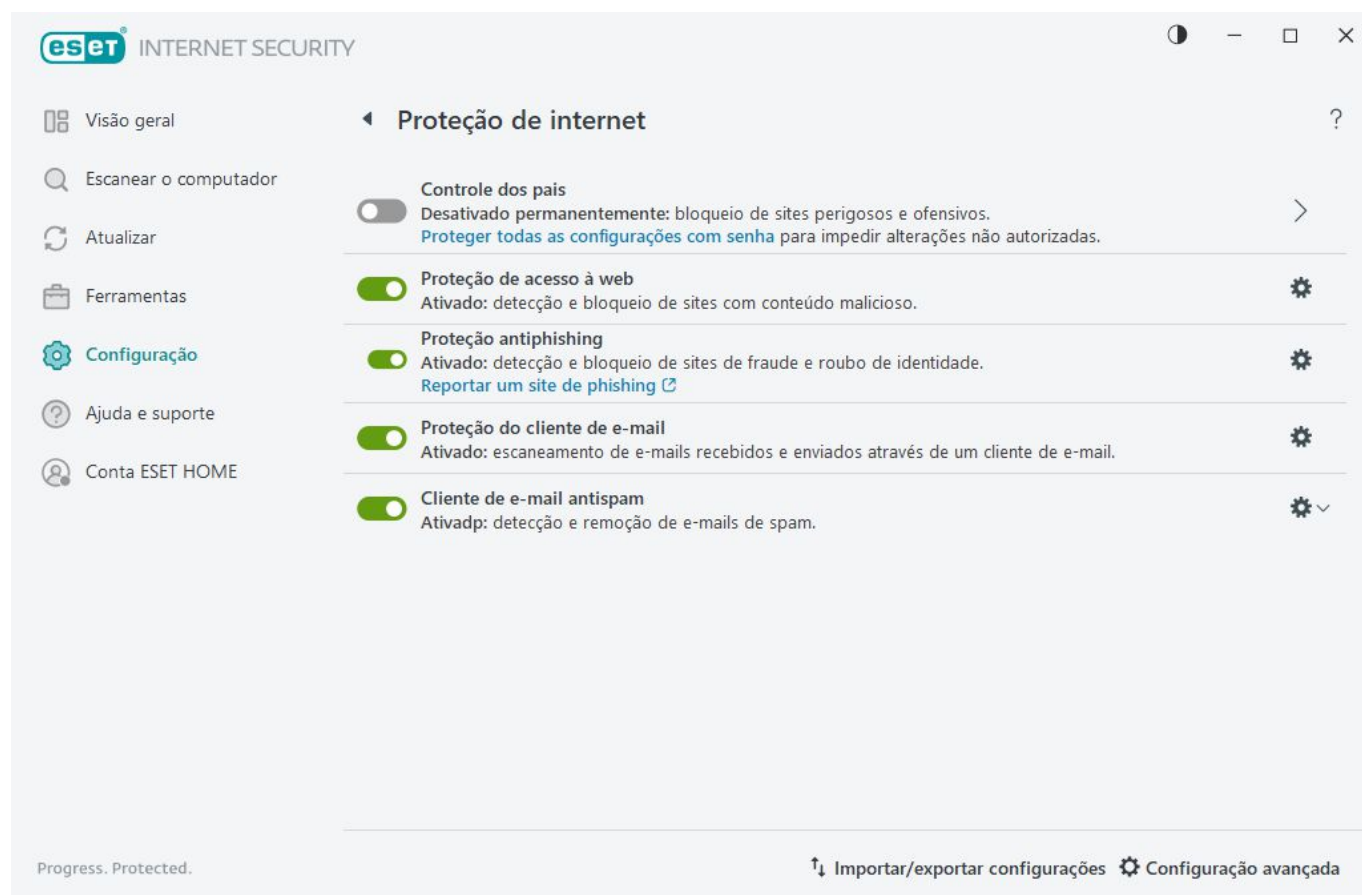 eset® INTERNET SECURITY
Visão geral
Escanear o computador
Atualizar
Ferramentas
Configuração
Ajuda e suporte
Conta ESET HOME
Proteção de internet
?
Controle dos pais
Desativado permanentemente: bloqueio de sites perigosos e ofensivos.
Proteger todas as configurações com senha para impedir alterações não autorizadas.
Proteção de acesso à web
Ativado: detecção e bloqueio de sites com conteúdo malicioso.
Proteção antiphishing
Ativado: detecção e bloqueio de sites de fraude e roubo de identidade.
Reportar um site de phishing
Proteção do cliente de e-mail
Ativado: escaneamento de e-mails recebidos e enviados através de um cliente de e-mail.
Cliente de e-mail antispam
Ativadp: detecção e remoção de e-mails de spam.
Progress. Protected.
Importar/exportar configurações
Configuração avançada